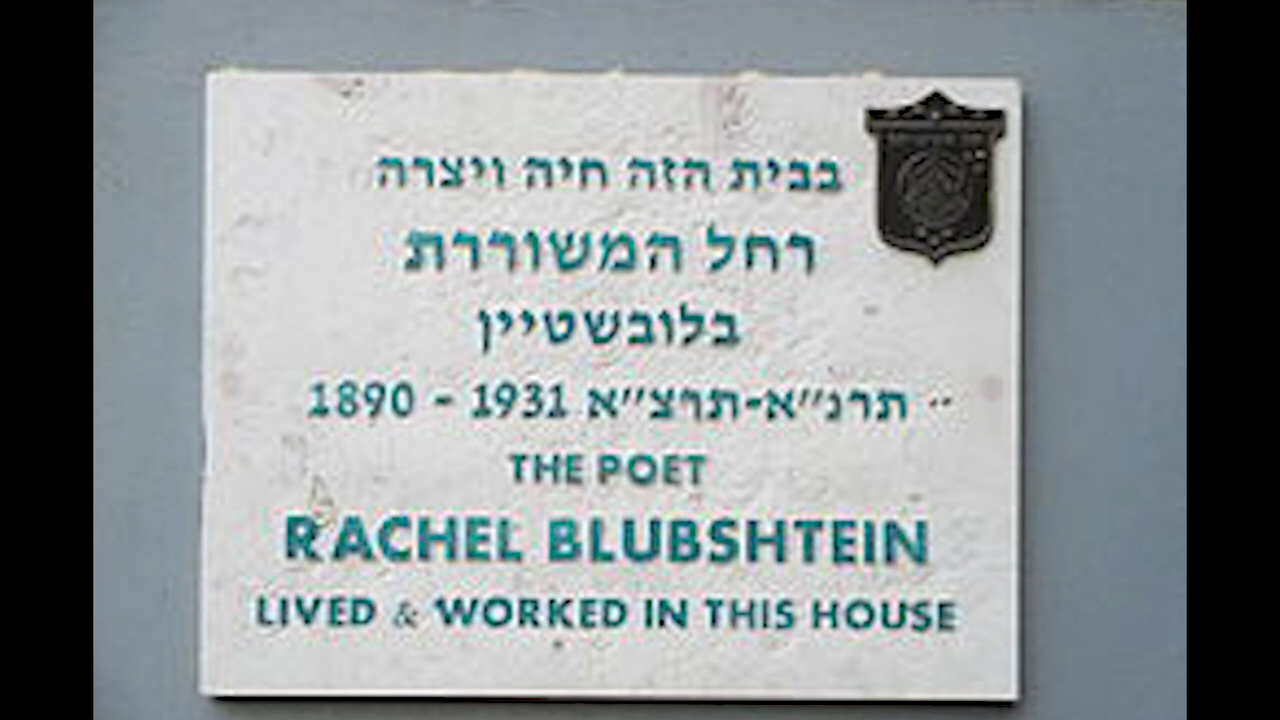 בבית הזה חיה ויצרה
רחל המשוררת
בלובשטיין
תרנ״א-תרצ״א 1931 - 1890
THE POET
RACHEL BLUBSHTEIN
LIVED & WORKED IN THIS HOUSE